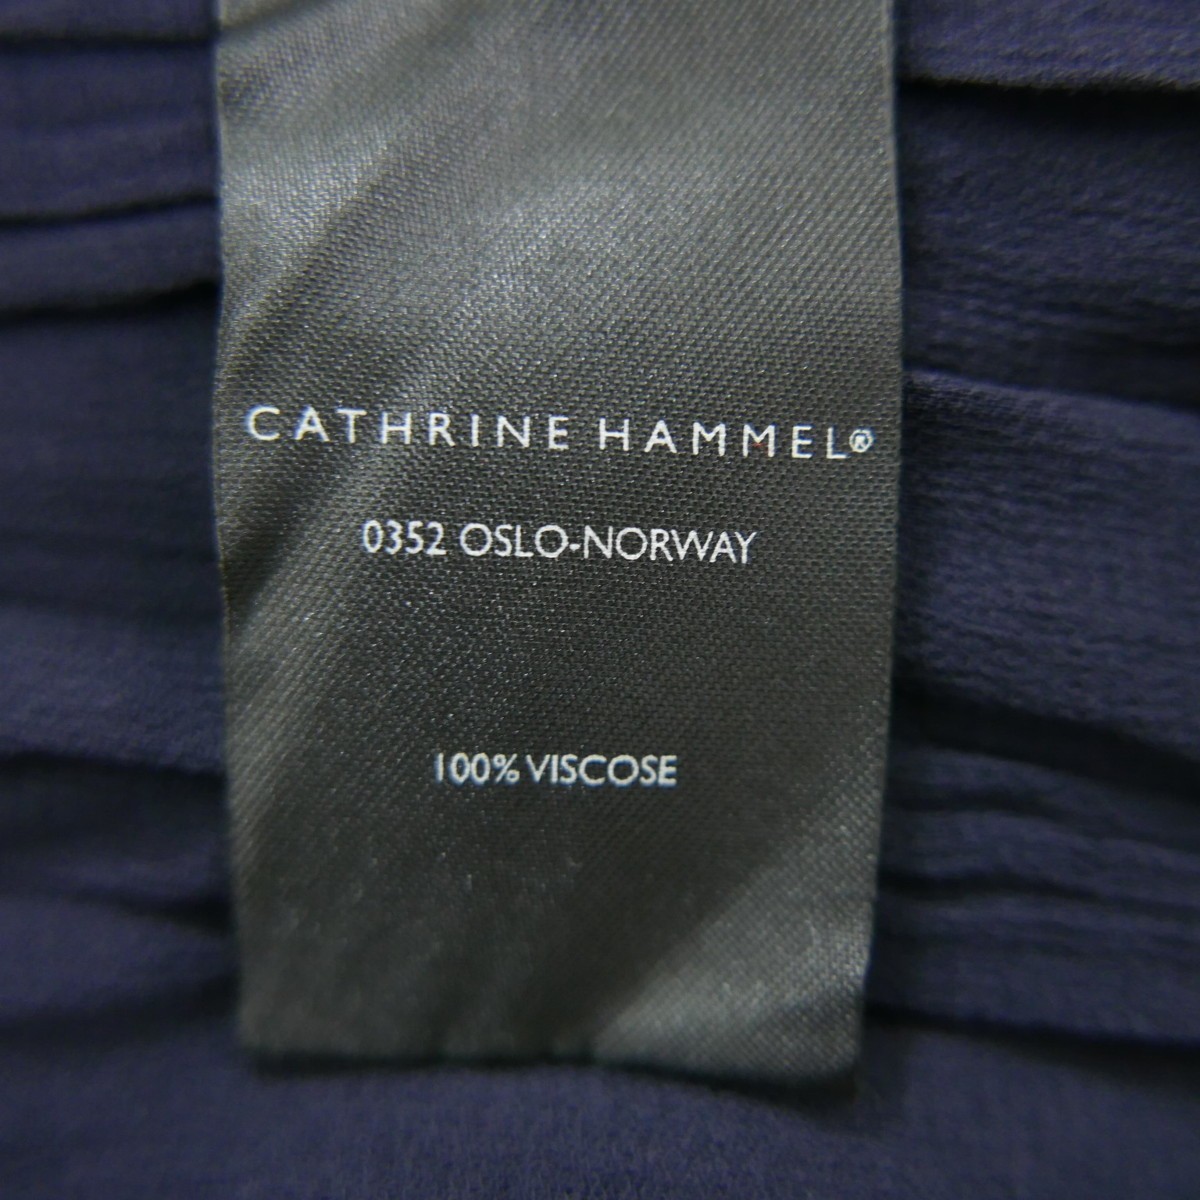 CATHRINE HAMMEL®
0352 OSLO-NORWAY
100% VISCOSE